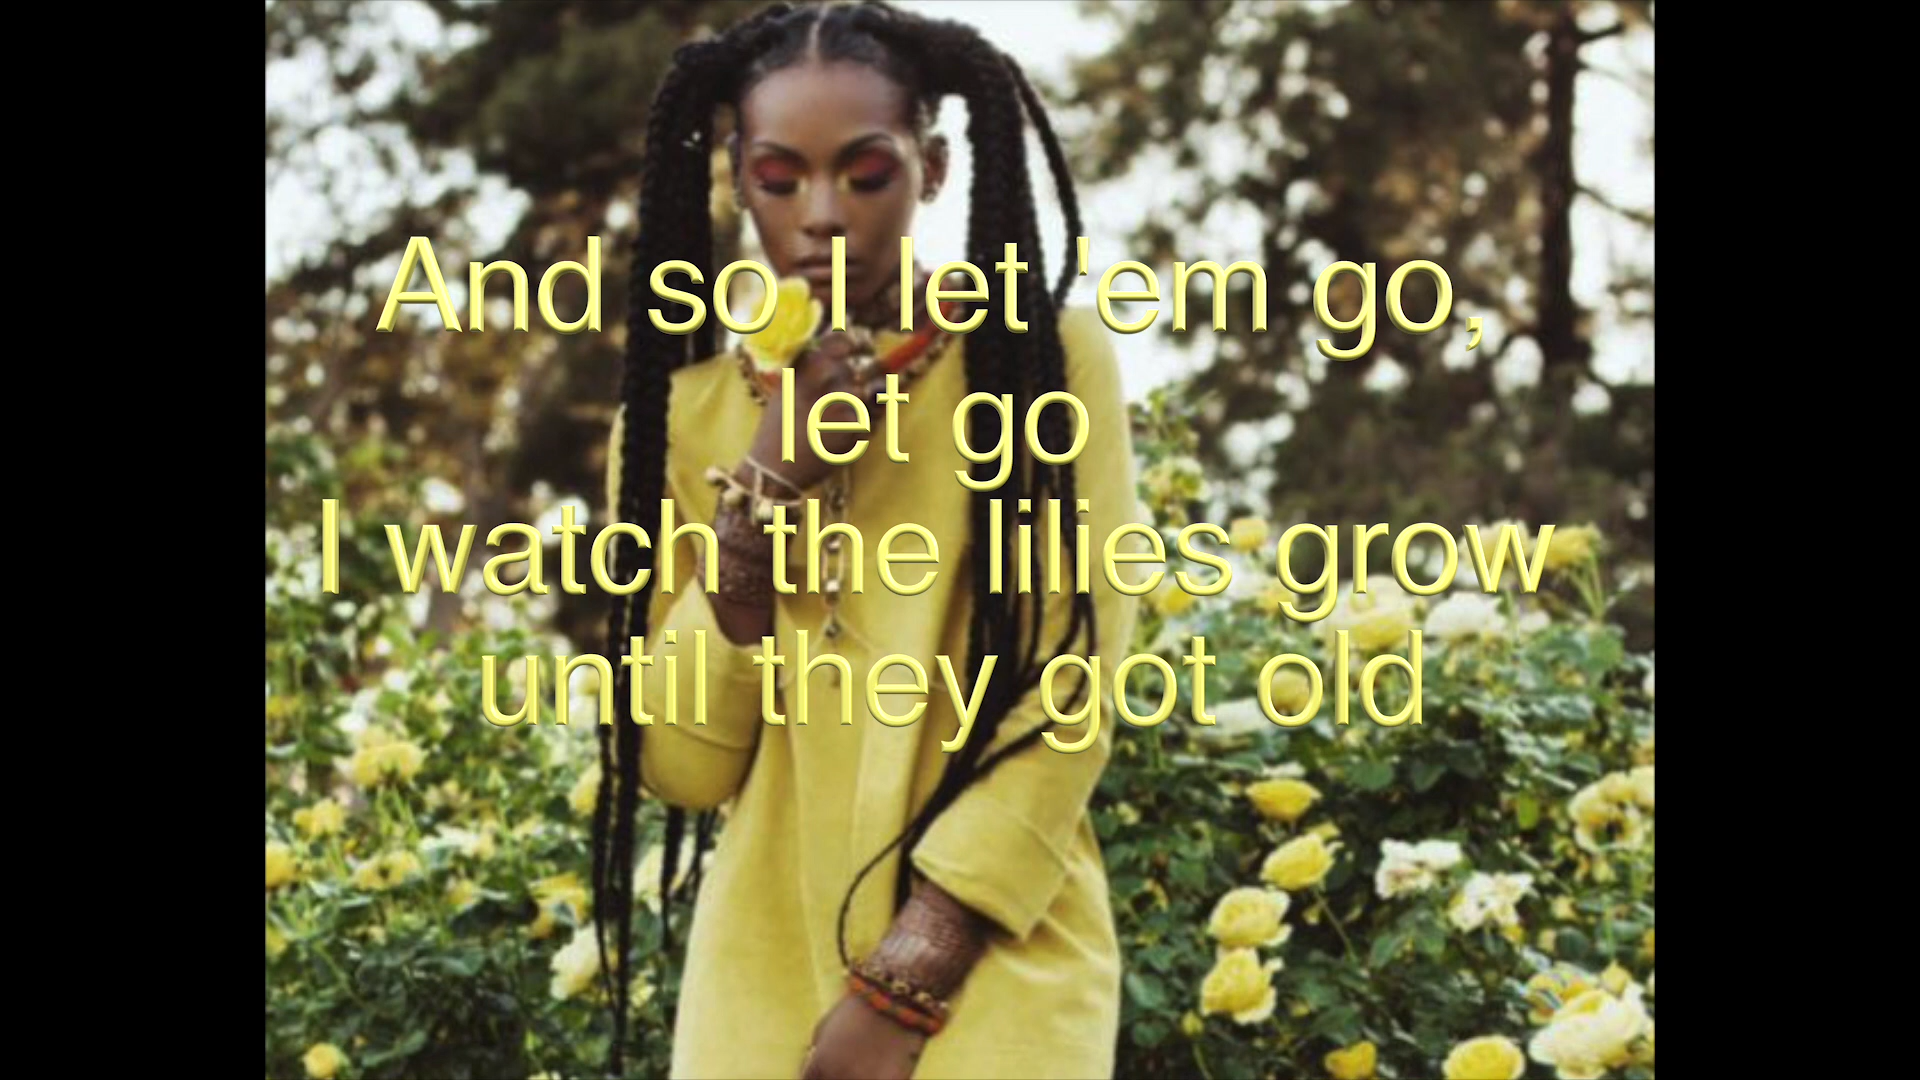 And so I let 'em go,
let go
I watch the lilies grow
until they got old